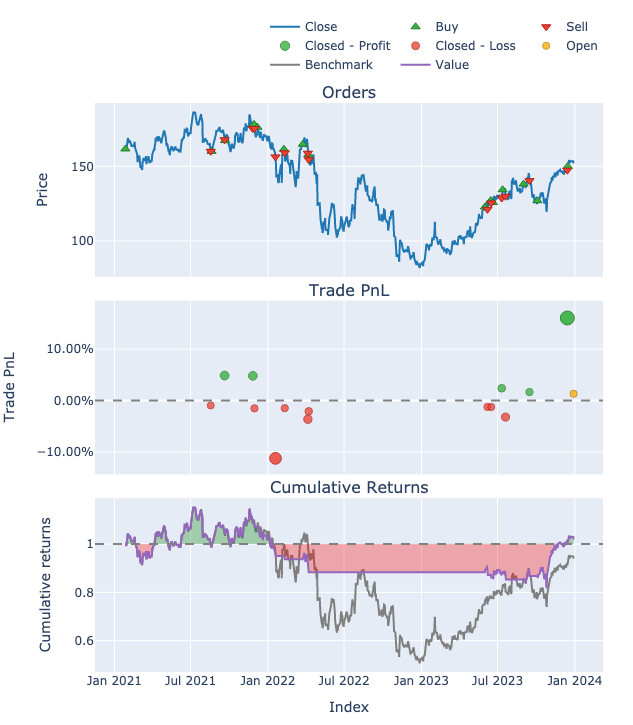 Close Buy Sell
Closed - Profit Closed - Loss Open
Benchmark Value
Orders
150
100
Price
Trade PnL
10.00%
0.00%
−10.00%
Trade PnL
Cumulative Returns
1
0.8
0.6
Cumulative returns
Jan 2021 Jul 2021 Jan 2022 Jul 2022 Jan 2023 Jul 2023 Jan 2024
Index